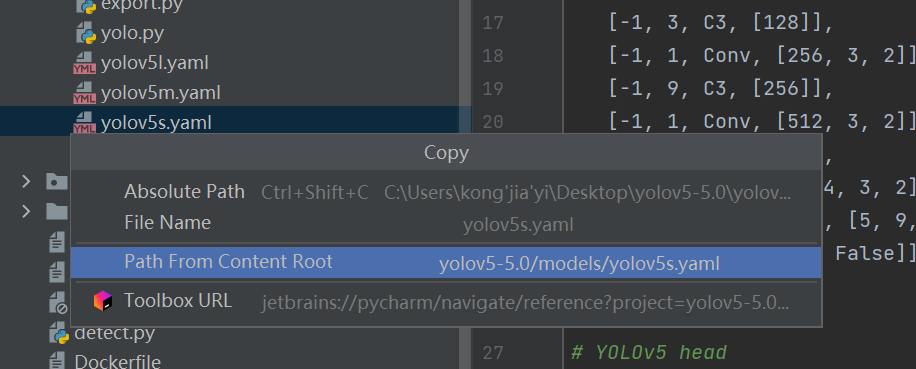 export.py
yolo.py
yolov5l.yaml
yolov5m.yaml
yolov5s.yaml
Copy
Absolute Path Ctrl+Shift+C C:\Users\kong'jia'yi\Desktop\yolov5-5.0\yolov...
File Name yolov5s.yaml
Path From Content Root yolov5-5.0/models/yolov5s.yaml
Toolbox URL jetbrains://pycharm/navigate/reference?project=yolov5-5.0...
detect.py
Dockerfile
17 [-1, 3, C3, [128]],
18 [-1, 1, Conv, [256, 3, 2]]
19 [-1, 9, C3, [256]],
20 [-1, 1, Conv, [512, 3, 2]]
,
4, 3, 2]
, [5, 9,
False]]
27 # YOLOv5 head